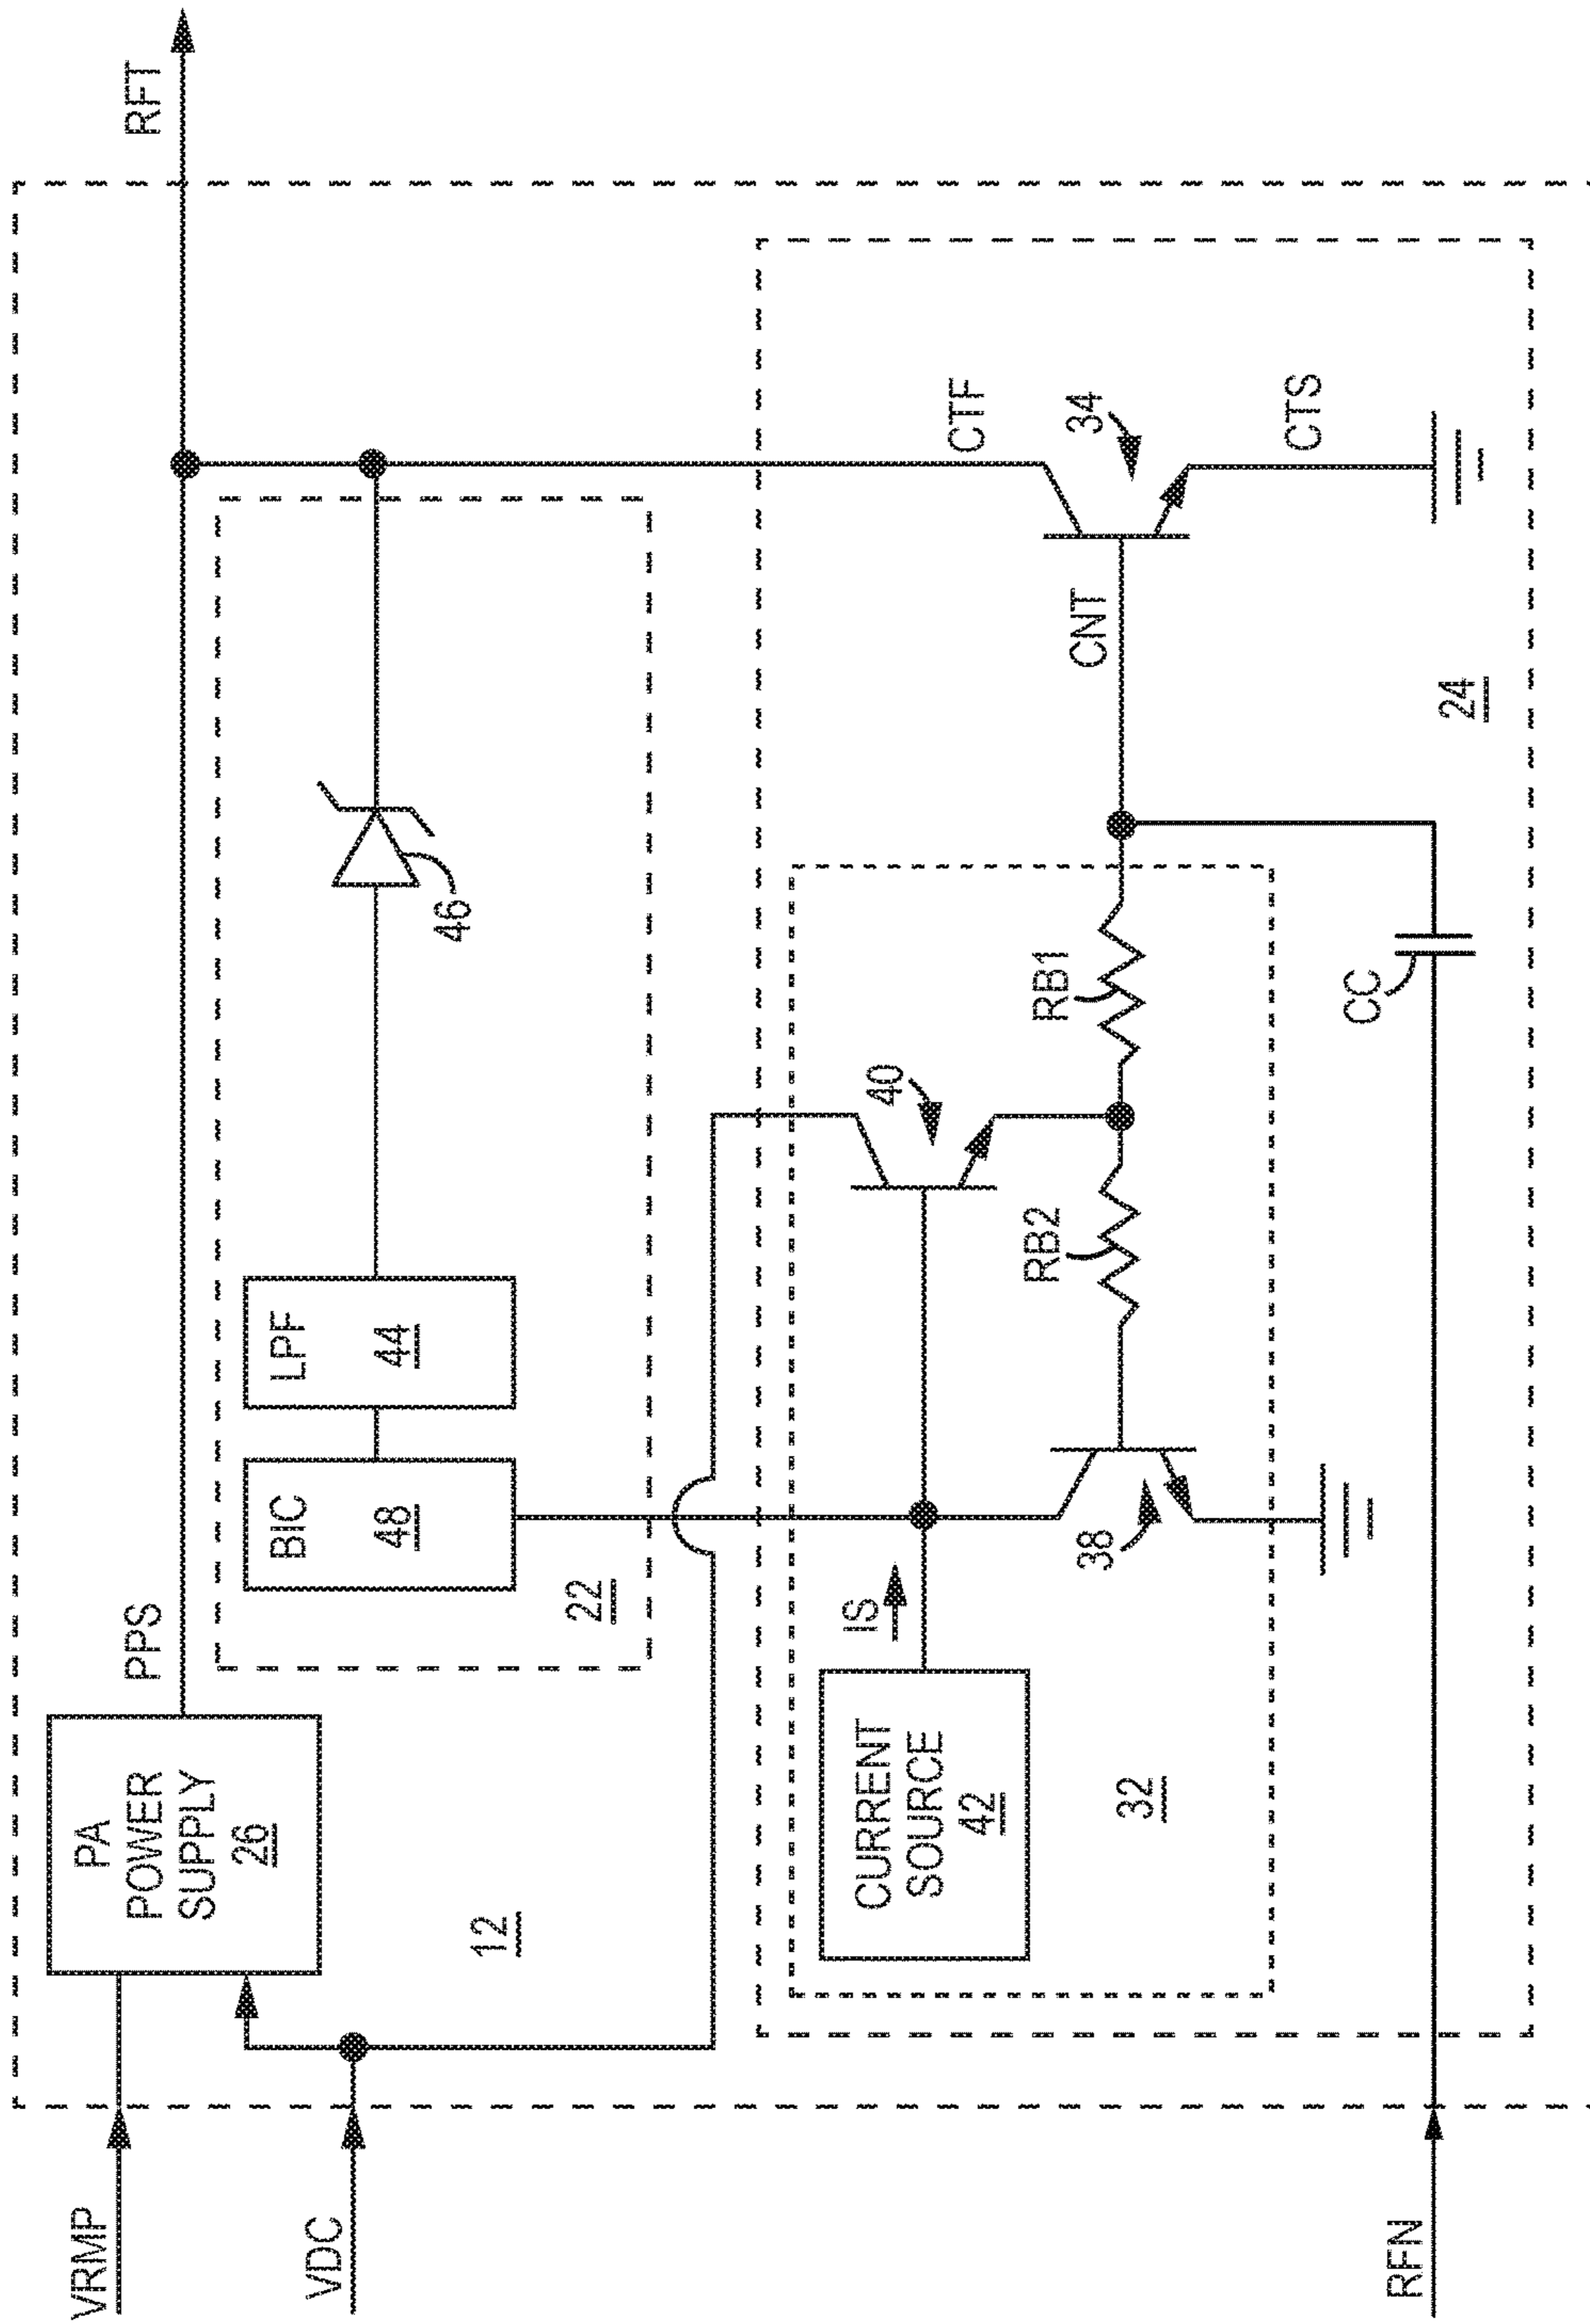 VRMP
VDC
RFN
PA
POWER
SUPPLY
26
PPS
RFT
12
BIC
48
LPF
44
46
22
CURRENT
SOURCE
42
IS
32
38
40
RB2
RB1
CC
CNT
CTF
34
CTS
24